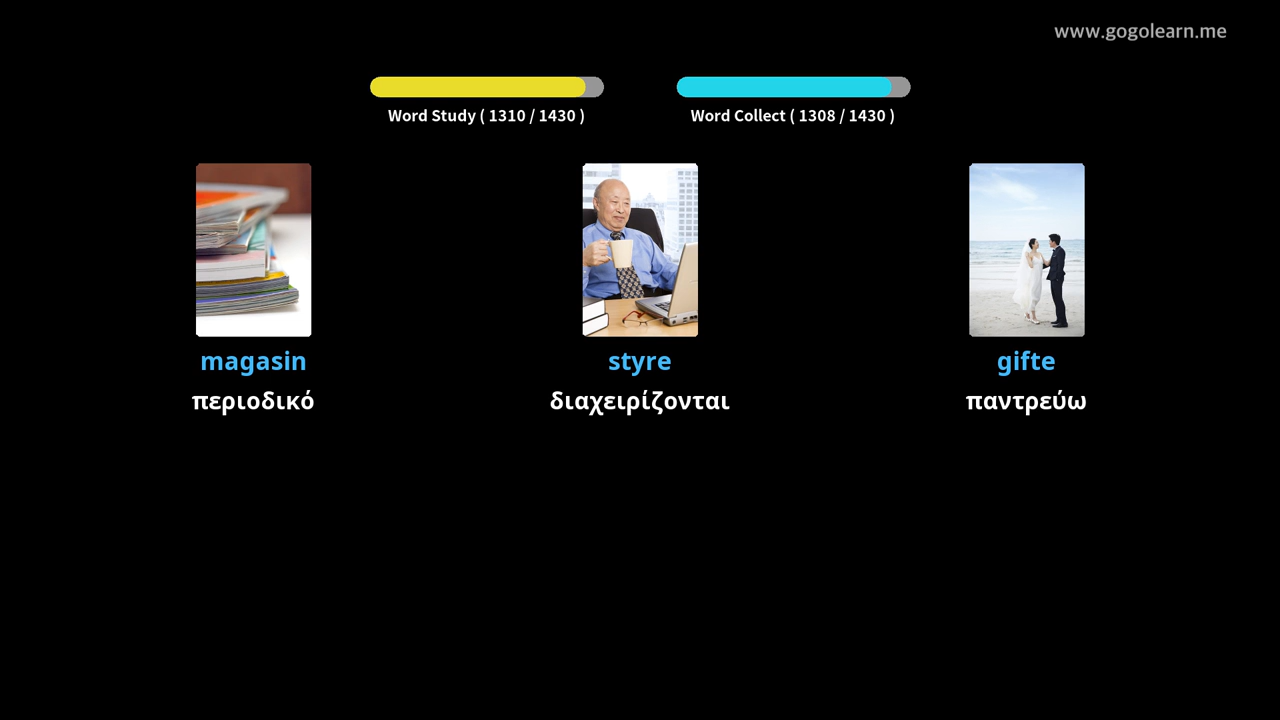 www.gogolearn.me
Word Study ( 1310 / 1430 )
Word Collect ( 1308 / 1430 )
magasin
styre
gifte
περιοδικό
διαχειρίζονται
παντρεύω